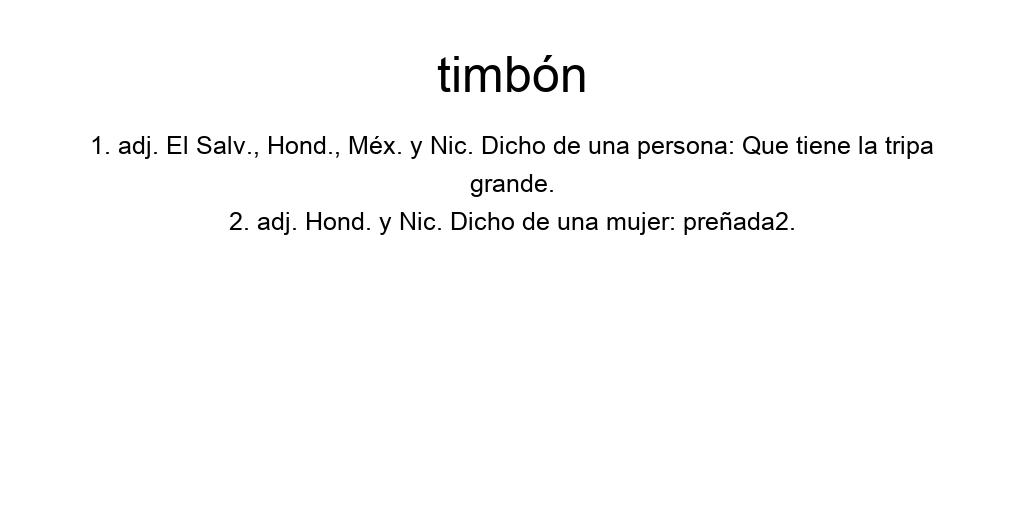 timbón
1. adj. El Salv., Hond., Méx. y Nic. Dicho de una persona: Que tiene la tripa
grande.
2. adj. Hond. y Nic. Dicho de una mujer: preñada2.